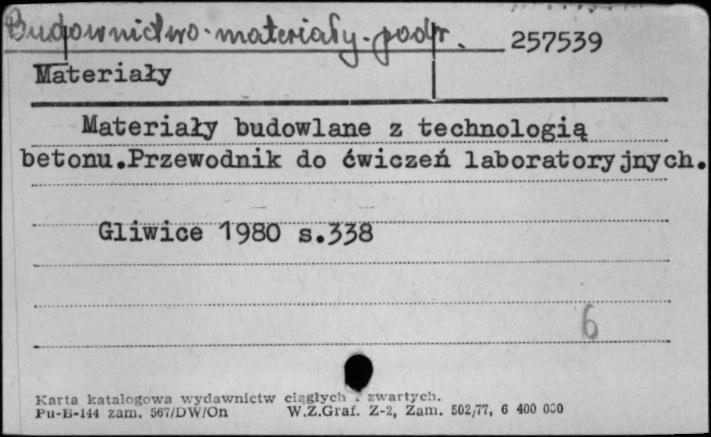 Budownictwo-materiały-podr. 257539
Materiały
Materiały budowlane z technologią
betonu.Przewodnik do ćwiczeń laboratoryjnych.
Gliwice 1980 s.338
6
Karta katalogowa wydawnictw ciągłych i zwartych.
Pu-B-144 zam. 567/DW/On W.Z.Graf. Z-2, Zam. 502/77, 6 400 000